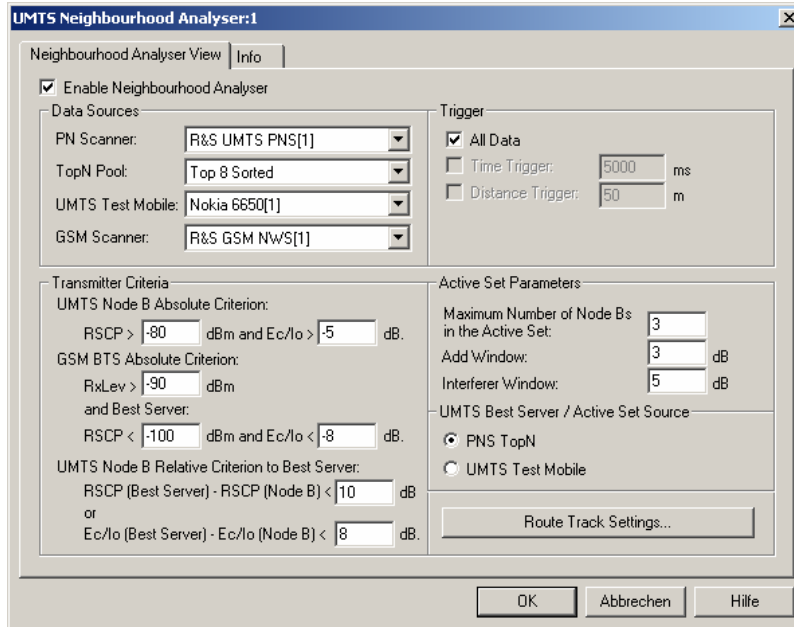 UMTS Neighbourhood Analyser:1
Neighbourhood Analyser View
Info
Enable Neighbourhood Analyser
Data Sources
PN Scanner: R&S UMTS PNS[1]
TopN Pool: Top 8 Sorted
UMTS Test Mobile: Nokia 6650[1]
GSM Scanner: R&S GSM NWS[1]
Trigger
All Data
Time Trigger: 5000 ms
Distance Trigger: 50 m
Transmitter Criteria
UMTS Node B Absolute Criterion:
RSCP > -80 dBm and Ec/Io > -5 dB.
GSM BTS Absolute Criterion:
RxLev > -90 dBm
and Best Server:
RSCP < -100 dBm and Ec/Io < -8 dB.
UMTS Node B Relative Criterion to Best Server:
RSCP (Best Server) - RSCP (Node B) < 10 dB
or
Ec/Io (Best Server) - Ec/Io (Node B) < 8 dB.
Active Set Parameters
Maximum Number of Node Bs
in the Active Set: 3
Add Window: 3 dB
Interferer Window: 5 dB
UMTS Best Server / Active Set Source
PNS TopN
UMTS Test Mobile
Route Track Settings...
OK
Abbrechen
Hilfe